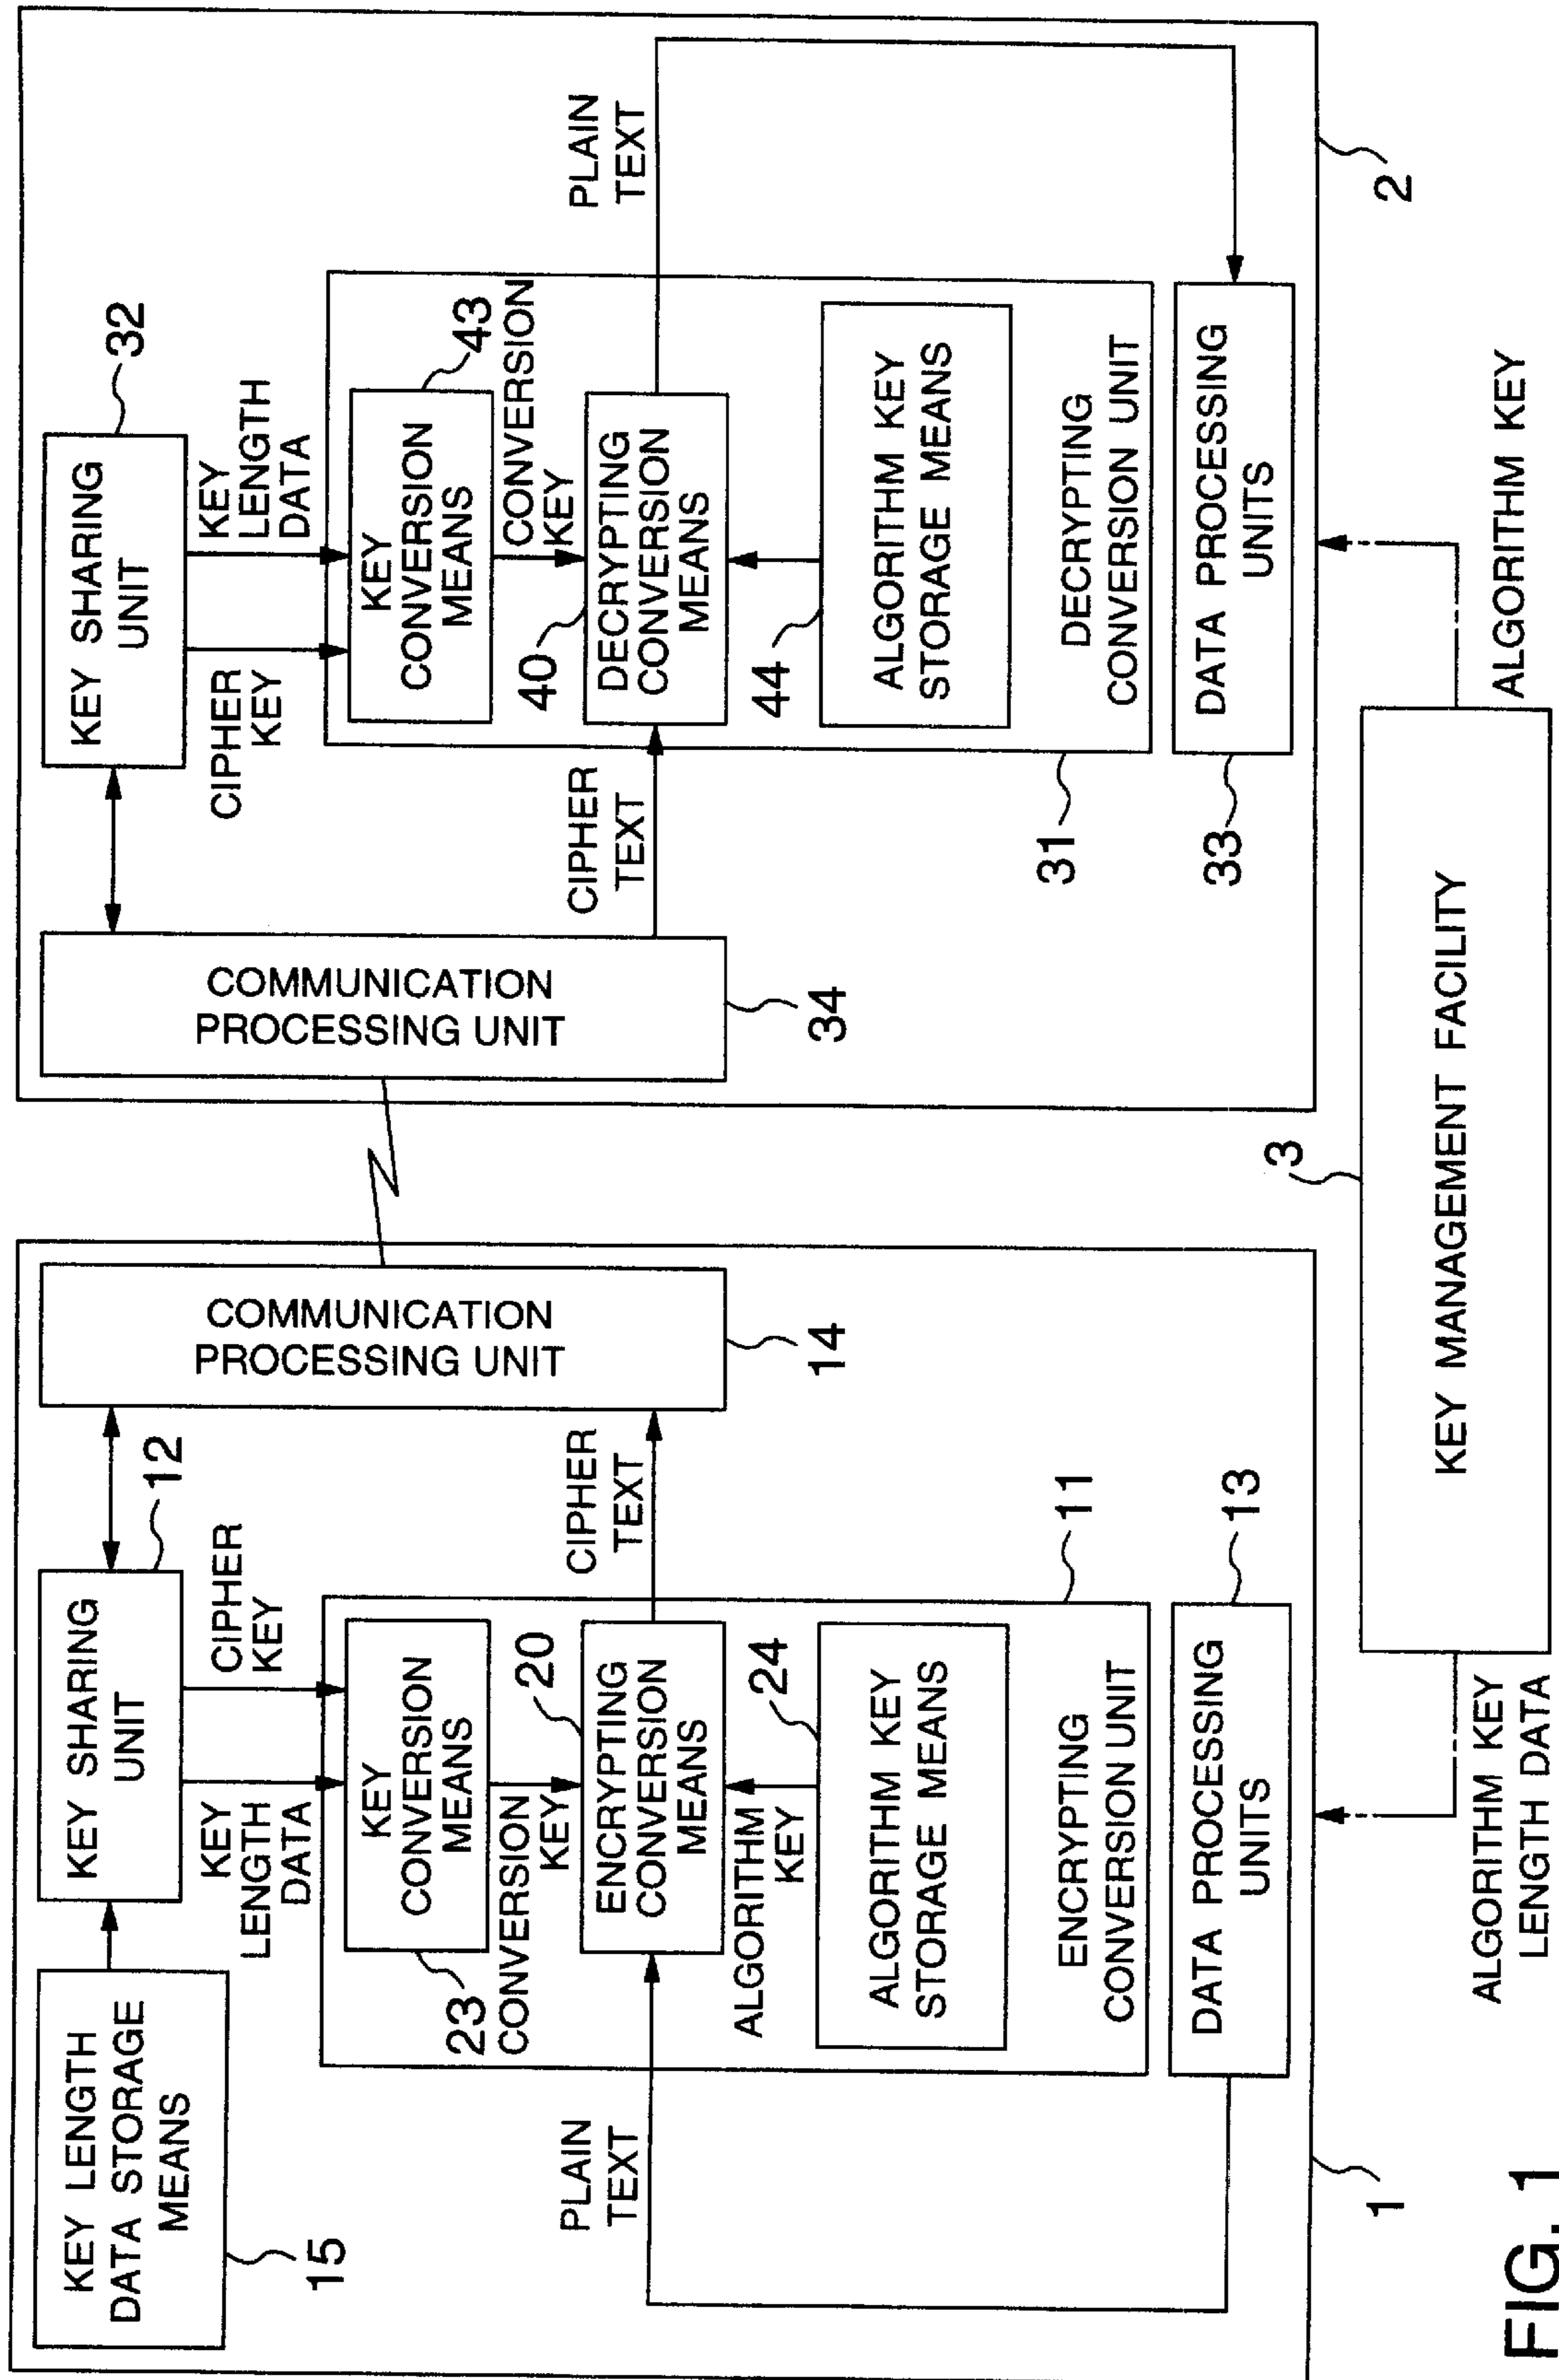 KEY LENGTH
DATA STORAGE
MEANS
15
KEY SHARING
UNIT
12
COMMUNICATION
PROCESSING UNIT
14
KEY
LENGTH
DATA
CIPHER
KEY
KEY
CONVERSION
MEANS
23
CONVERSION
KEY
20
ENCRYPTING
CONVERSION
MEANS
PLAIN
TEXT
CIPHER
TEXT
ALGORITHM
KEY
24
ALGORITHM KEY
STORAGE MEANS
ENCRYPTING
CONVERSION UNIT
11
DATA PROCESSING
UNITS
13
1
COMMUNICATION
PROCESSING UNIT
34
KEY SHARING
UNIT
32
CIPHER
KEY
KEY
LENGTH
DATA
KEY
CONVERSION
MEANS
43
CONVERSION
KEY
40
DECRYPTING
CONVERSION
MEANS
CIPHER
TEXT
PLAIN
TEXT
44
ALGORITHM KEY
STORAGE MEANS
DECRYPTING
CONVERSION UNIT
31
DATA PROCESSING
UNITS
33
2
3
KEY MANAGEMENT FACILITY
ALGORITHM KEY
LENGTH DATA
ALGORITHM KEY
FIG. 1